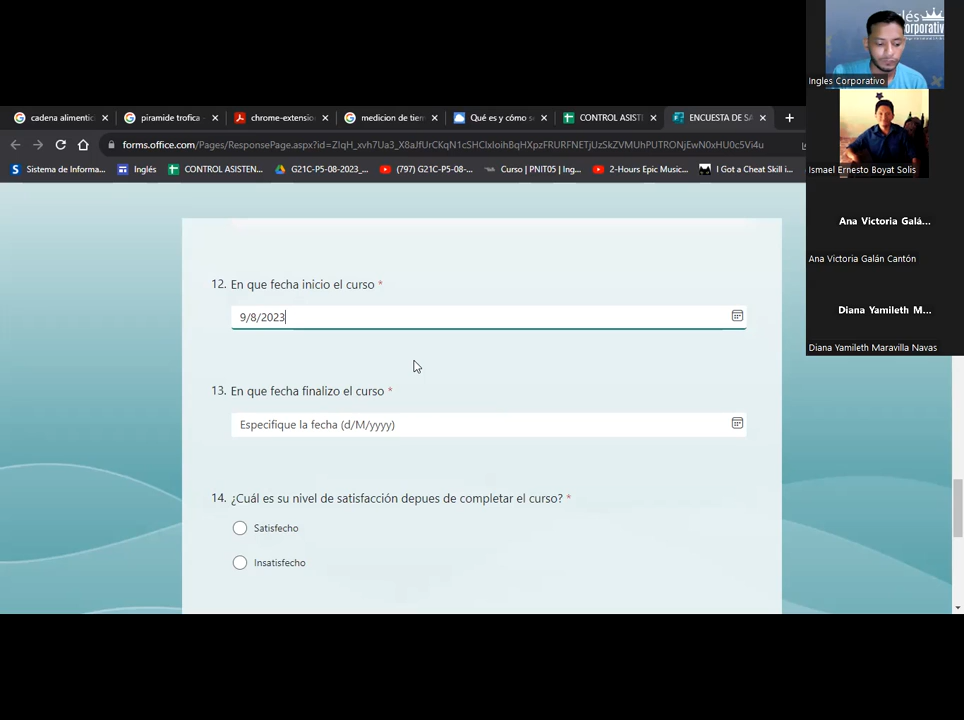 cadena alimentic
piramide trofica -
chrome-extensio
medicion de tiem
Qué es y cómo s
CONTROL ASIST
ENCUESTA DE SA
forms.office.com/Pages/ResponsePage.aspx?id=ZIqH_xvh7Ua3_X8aJfUrCKqN1cSHCIxloihBqHXpzFRURFNETjUzSkZVMUhPUTRONjEwN0xHU0c5Vi4u
Sistema de Informa...
Inglés
CONTROL ASISTEN...
G21C-P5-08-2023_...
(797) G21C-P5-08-...
Curso | PNIT05 | Ing...
2-Hours Epic Music...
I Got a Cheat Skill i...
12. En que fecha inicio el curso *
9/8/2023
13. En que fecha finalizo el curso *
Especifique la fecha (d/M/yyyy)
14. ¿Cuál es su nivel de satisfacción depues de completar el curso? *
Satisfecho
Insatisfecho
Ingles Corporativo
Ismael Ernesto Boyat Solis
Ana Victoria Galá...
Ana Victoria Galán Cantón
Diana Yamileth M...
Diana Yamileth Maravilla Navas